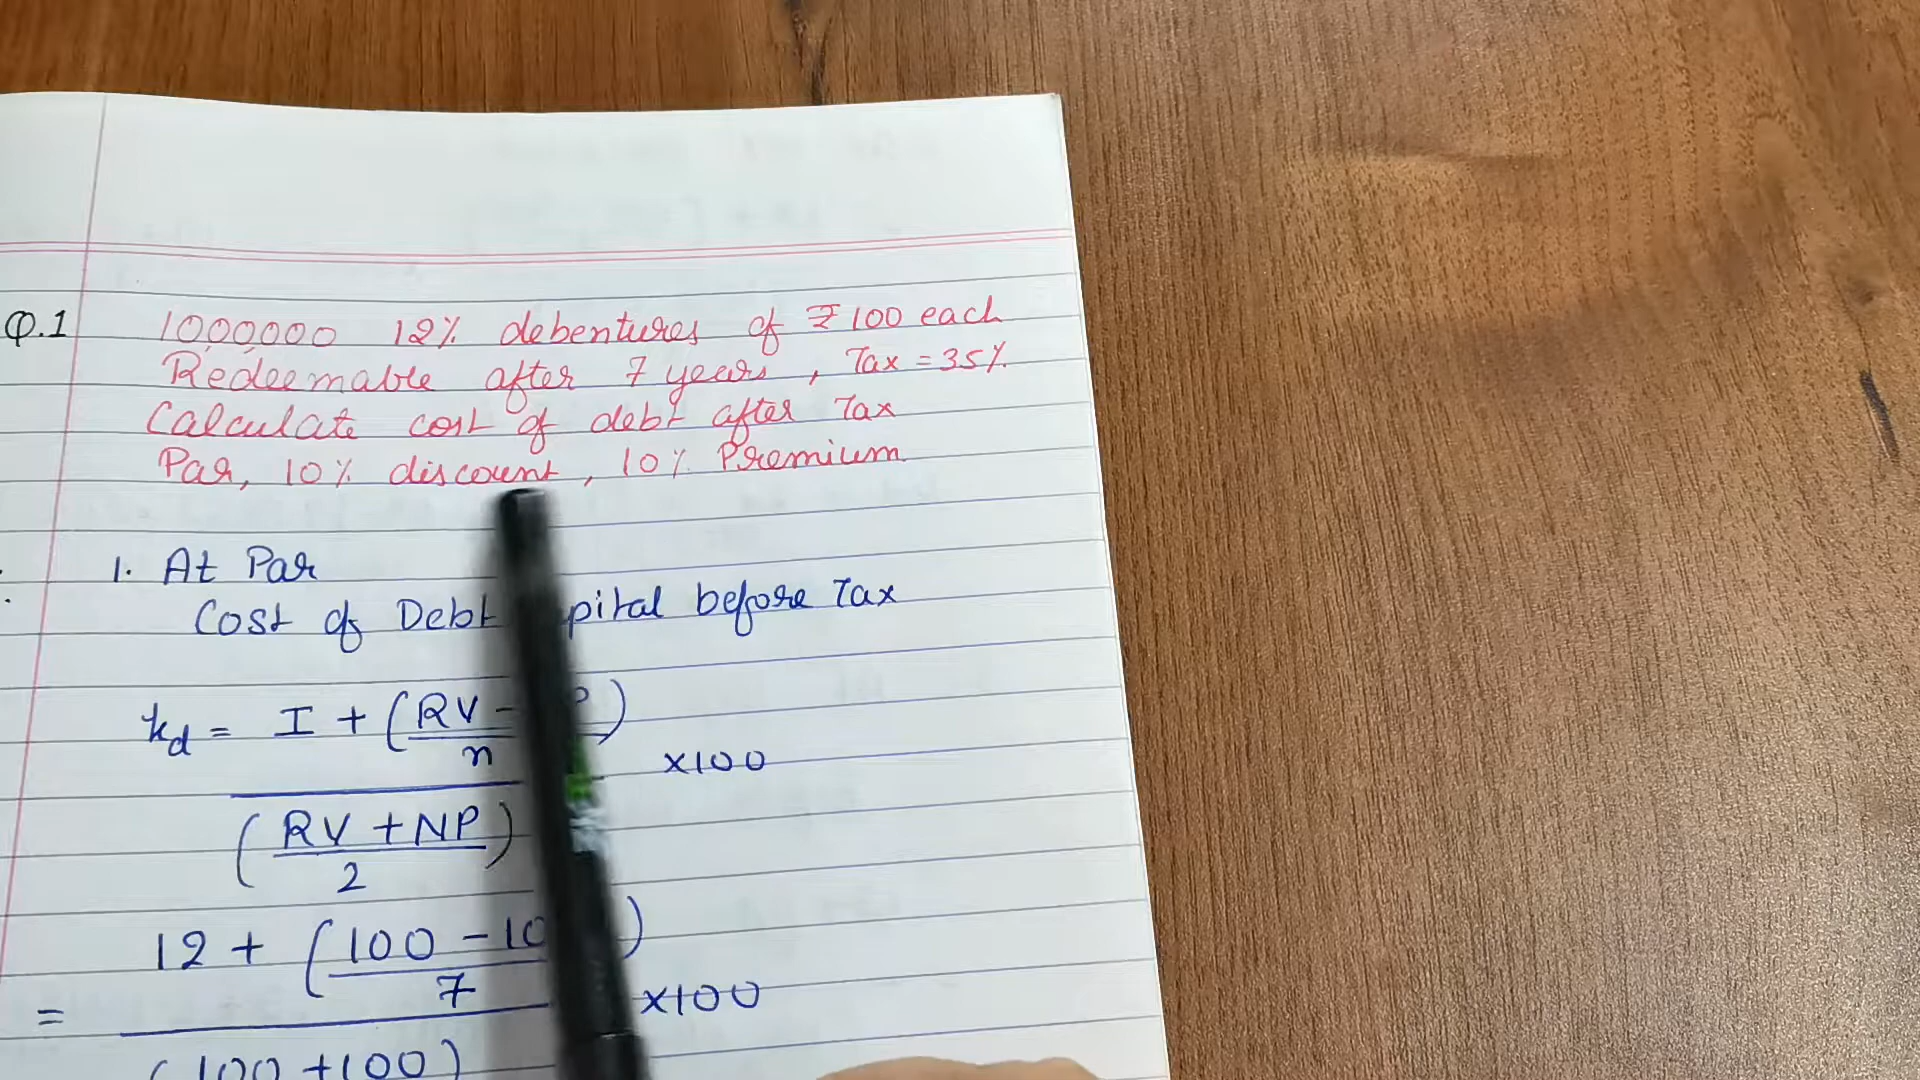 Q.1 10,00,000 12% debentures of ₹100 each
Redeemable after 7 years, Tax = 35%
Calculate cost of debt after Tax
Par, 10% discount, 10% Premium
1. At Par
Cost of Debt pital before Tax
kd = I + (RV - P)
n
x100
(RV + NP)
2
12 + (100 - 10 )
7
= x100
(100 + 100)